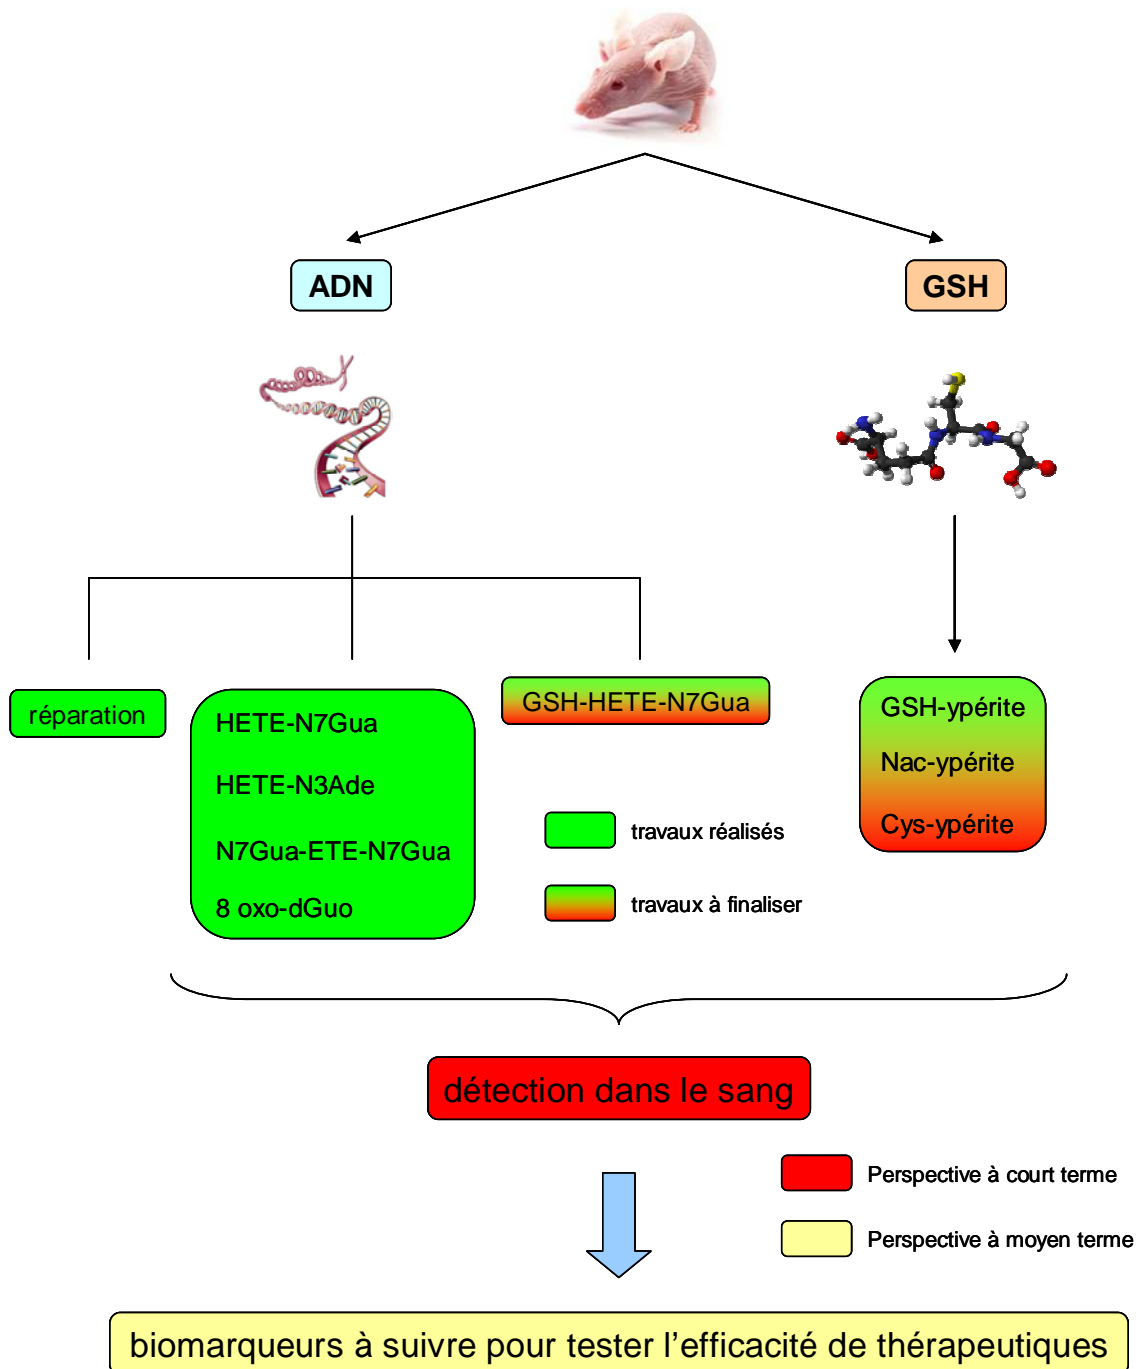 ADN
GSH
réparation
HETE-N7Gua
HETE-N3Ade
N7Gua-ETE-N7Gua
8 oxo-dGuo
GSH-HETE-N7Gua
GSH-ypérite
Nac-ypérite
Cys-ypérite
travaux réalisés
travaux à finaliser
détection dans le sang
Perspective à court terme
Perspective à moyen terme
biomarqueurs à suivre pour tester l’efficacité de thérapeutiques